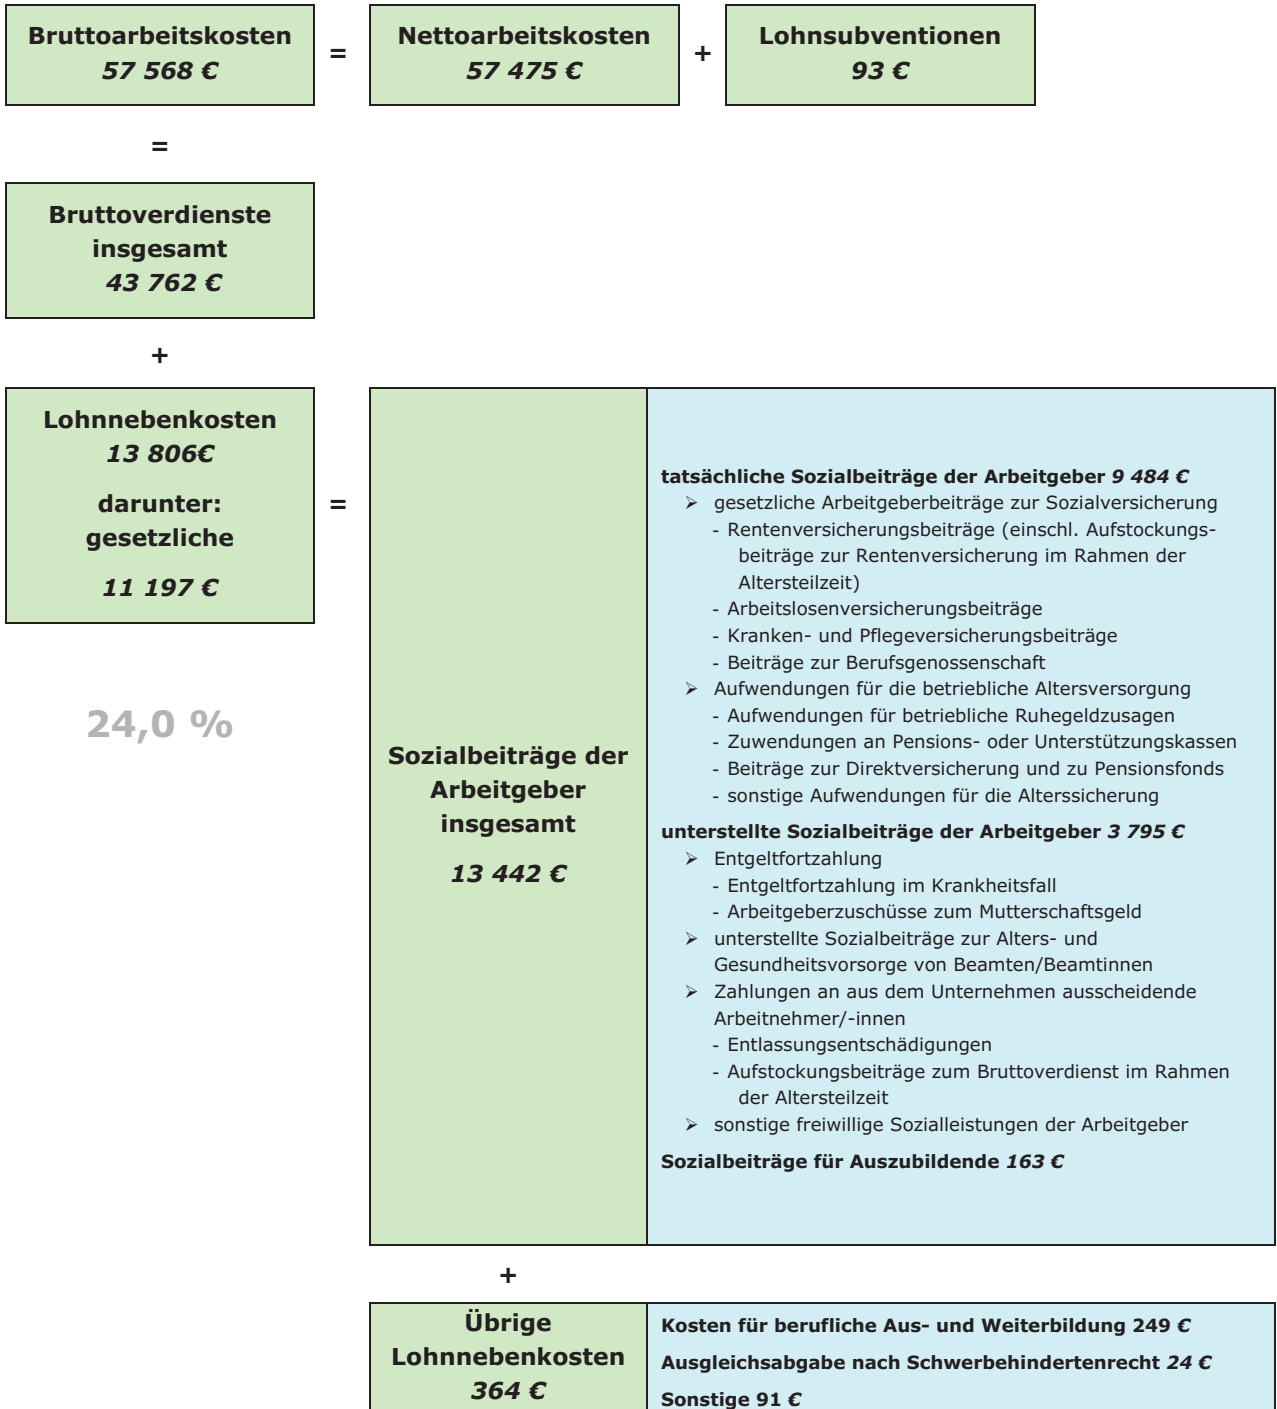 Bruttoarbeitskosten
57 568 €
=
Nettoarbeitskosten
57 475 €
+
Lohnsubventionen
93 €
=
Bruttoverdienste
insgesamt
43 762 €
+
Lohnnebenkosten
13 806€
darunter:
gesetzliche
11 197 €
24,0 %
=
Sozialbeiträge der
Arbeitgeber
insgesamt
13 442 €
tatsächliche Sozialbeiträge der Arbeitgeber 9 484 €
➢ gesetzliche Arbeitgeberbeiträge zur Sozialversicherung
- Rentenversicherungsbeiträge (einschl. Aufstockungs-
beiträge zur Rentenversicherung im Rahmen der
Altersteilzeit)
- Arbeitslosenversicherungsbeiträge
- Kranken- und Pflegeversicherungsbeiträge
- Beiträge zur Berufsgenossenschaft
➢ Aufwendungen für die betriebliche Altersversorgung
- Aufwendungen für betriebliche Ruhegeldzusagen
- Zuwendungen an Pensions- oder Unterstützungskassen
- Beiträge zur Direktversicherung und zu Pensionsfonds
- sonstige Aufwendungen für die Alterssicherung
unterstellte Sozialbeiträge der Arbeitgeber 3 795 €
➢ Entgeltfortzahlung
- Entgeltfortzahlung im Krankheitsfall
- Arbeitgeberzuschüsse zum Mutterschaftsgeld
➢ unterstellte Sozialbeiträge zur Alters- und
Gesundheitsvorsorge von Beamten/Beamtinnen
➢ Zahlungen an aus dem Unternehmen ausscheidende
Arbeitnehmer/-innen
- Entlassungsentschädigungen
- Aufstockungsbeiträge zum Bruttoverdienst im Rahmen
der Altersteilzeit
➢ sonstige freiwillige Sozialleistungen der Arbeitgeber
Sozialbeiträge für Auszubildende 163 €
+
Übrige
Lohnnebenkosten
364 €
Kosten für berufliche Aus- und Weiterbildung 249 €
Ausgleichsabgabe nach Schwerbehindertenrecht 24 €
Sonstige 91 €